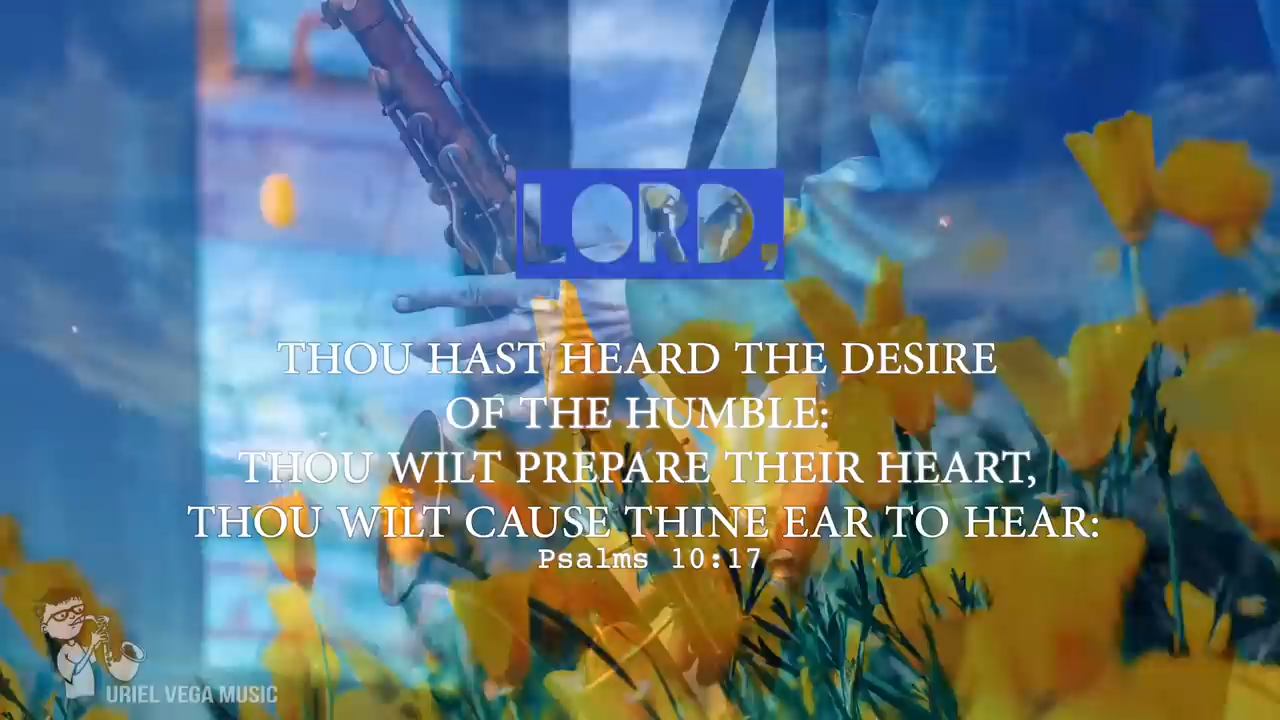 LORD,
THOU HAST HEARD THE DESIRE
OF THE HUMBLE:
THOU WILT PREPARE THEIR HEART,
THOU WILT CAUSE THINE EAR TO HEAR:
Psalms 10:17
URIEL VEGA MUSIC